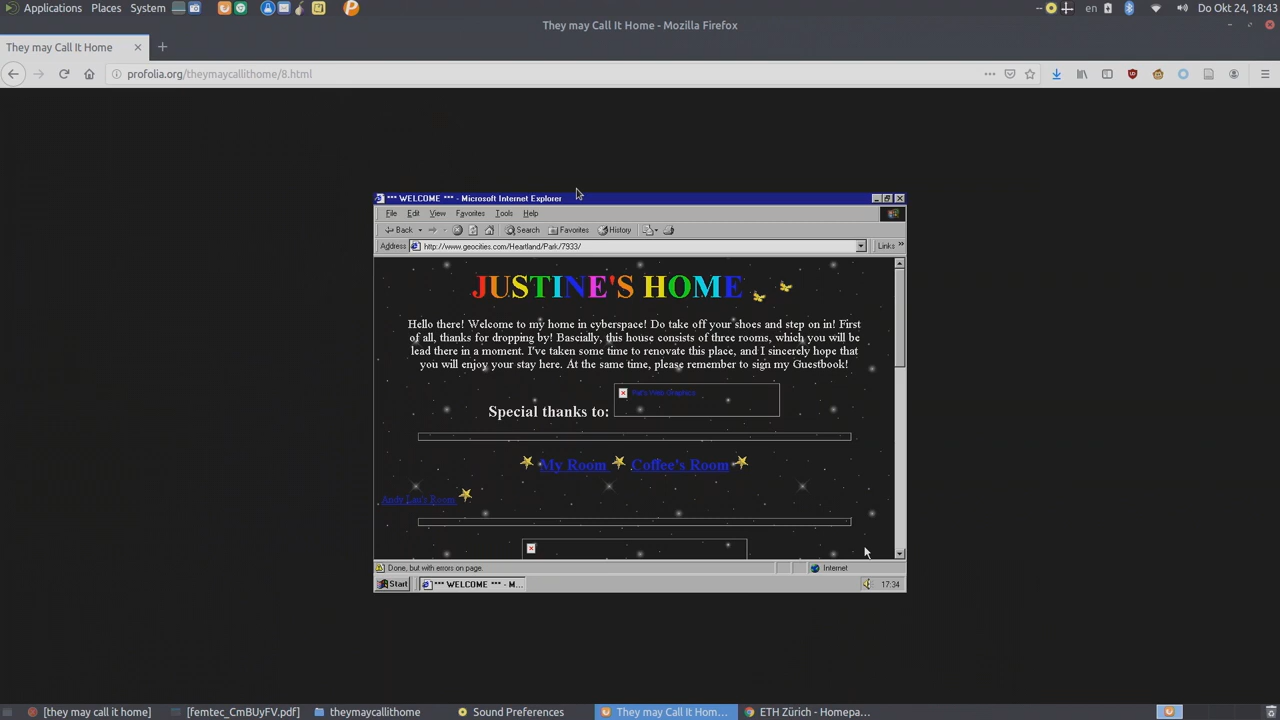 Applications Places System
en
Do Okt 24, 18:43
They may Call It Home - Mozilla Firefox
They may Call It Home
profolia.org/theymaycallithome/8.html
*** WELCOME *** - Microsoft Internet Explorer
File Edit View Favorites Tools Help
Back Search Favorites History
Address http://www.geocities.com/Heartland/Park/7933/ Links »
JUSTINE'S HOME
Hello there! Welcome to my home in cyberspace! Do take off your shoes and step on in! First
of all, thanks for dropping by! Bascially, this house consists of three rooms, which you will be
lead there in a moment. I've taken some time to renovate this place, and I sincerely hope that
you will enjoy your stay here. At the same time, please remember to sign my Guestbook!
Special thanks to:
My Room Coffee's Room
Andy Lau's Room
Done, but with errors on page. Internet
Start *** WELCOME *** - M... 17:34
[they may call it home] [femtec_CmBUyFV.pdf] theymaycallithome Sound Preferences They may Call It Hom... ETH Zürich - Homepa...